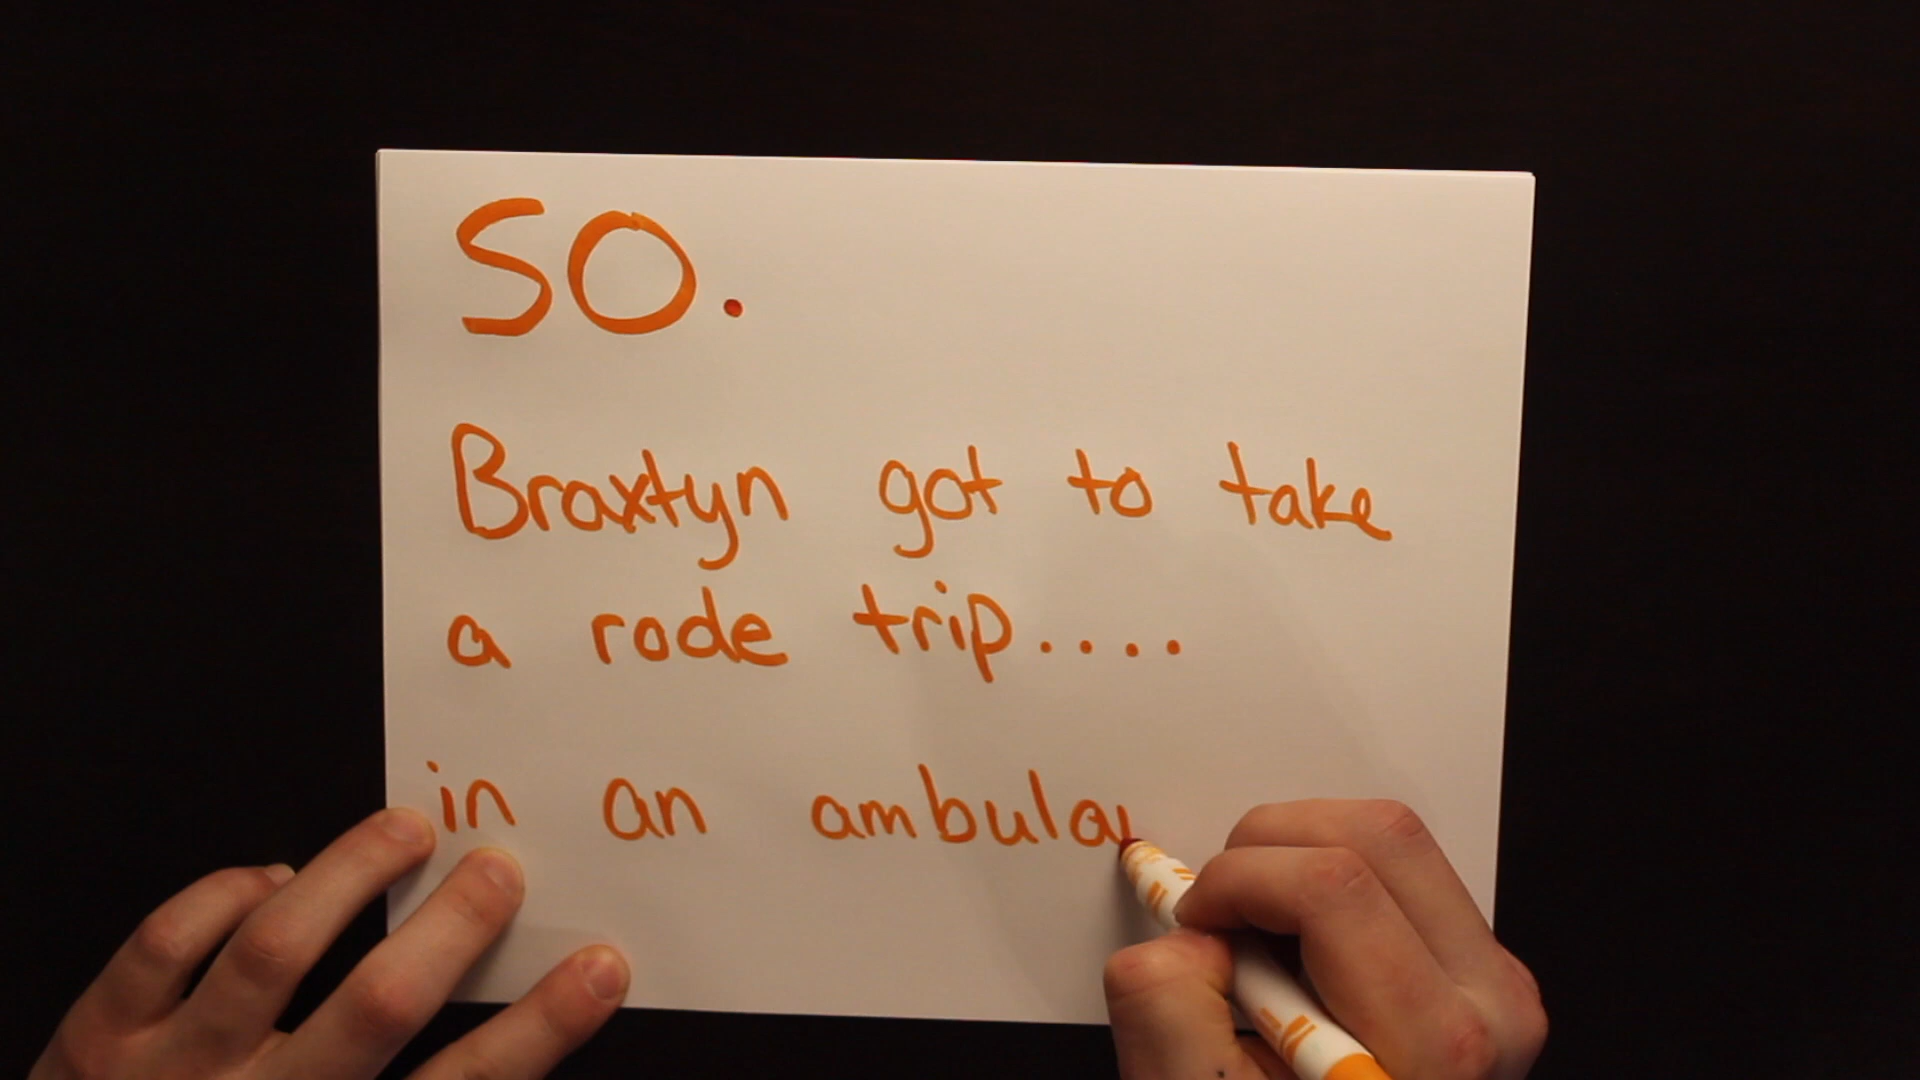 SO.
Braxtyn got to take
a rode trip....
in an ambula